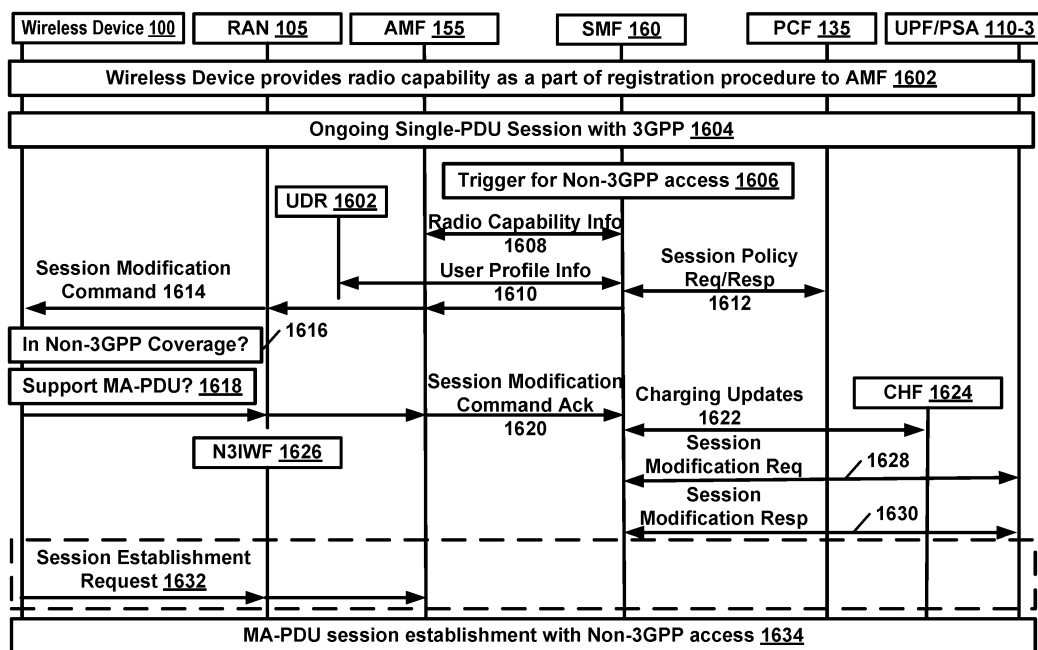 Wireless Device 100
RAN 105
AMF 155
SMF 160
PCF 135
UPF/PSA 110-3
Wireless Device provides radio capability as a part of registration procedure to AMF 1602
Ongoing Single-PDU Session with 3GPP 1604
Trigger for Non-3GPP access 1606
UDR 1602
Radio Capability Info
1608
User Profile Info
1610
Session Policy
Req/Resp
1612
Session Modification
Command 1614
In Non-3GPP Coverage?
1616
Support MA-PDU? 1618
Session Modification
Command Ack
1620
Charging Updates
1622
CHF 1624
N3IWF 1626
Session
Modification Req
1628
Session
Modification Resp
1630
Session Establishment
Request 1632
MA-PDU session establishment with Non-3GPP access 1634